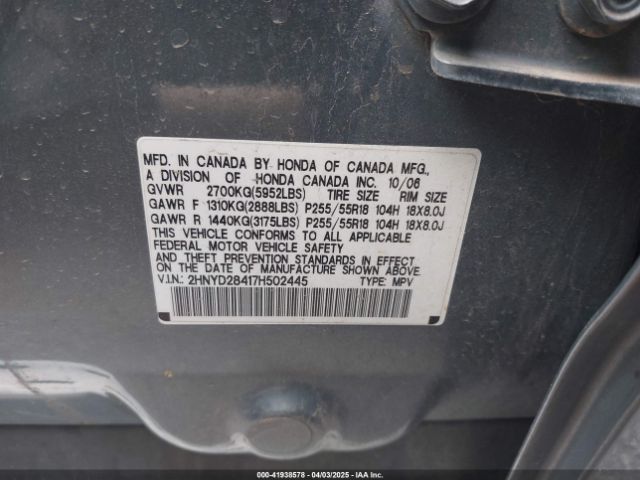 MFD. IN CANADA BY HONDA OF CANADA MFG.,
A DIVISION OF HONDA CANADA INC. 10/06
GVWR 2700KG(5952LBS) TIRE SIZE RIM SIZE
GAWR F 1310KG(2888LBS) P255/55R18 104H 18X8.0J
GAWR R 1440KG(3175LBS) P255/55R18 104H 18X8.0J
THIS VEHICLE CONFORMS TO ALL APPLICABLE
FEDERAL MOTOR VEHICLE SAFETY
AND THEFT PREVENTION STANDARDS IN EFFECT
ON THE DATE OF MANUFACTURE SHOWN ABOVE.
V.I.N.: 2HNYD28417H502445 TYPE: MPV
000-41938578 - 04/03/2025 - IAA Inc.